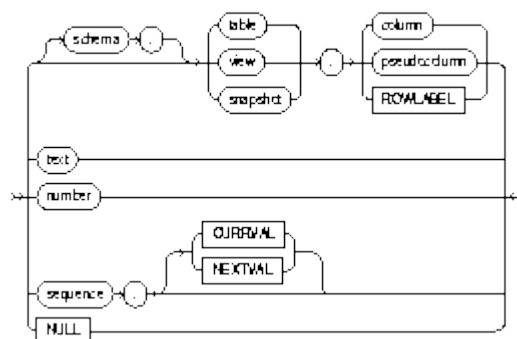 table column
schema .
view . pseudocolumn
snapshot ROWLABEL
text
number
CURRVAL
NEXTVAL
sequence .
NULL